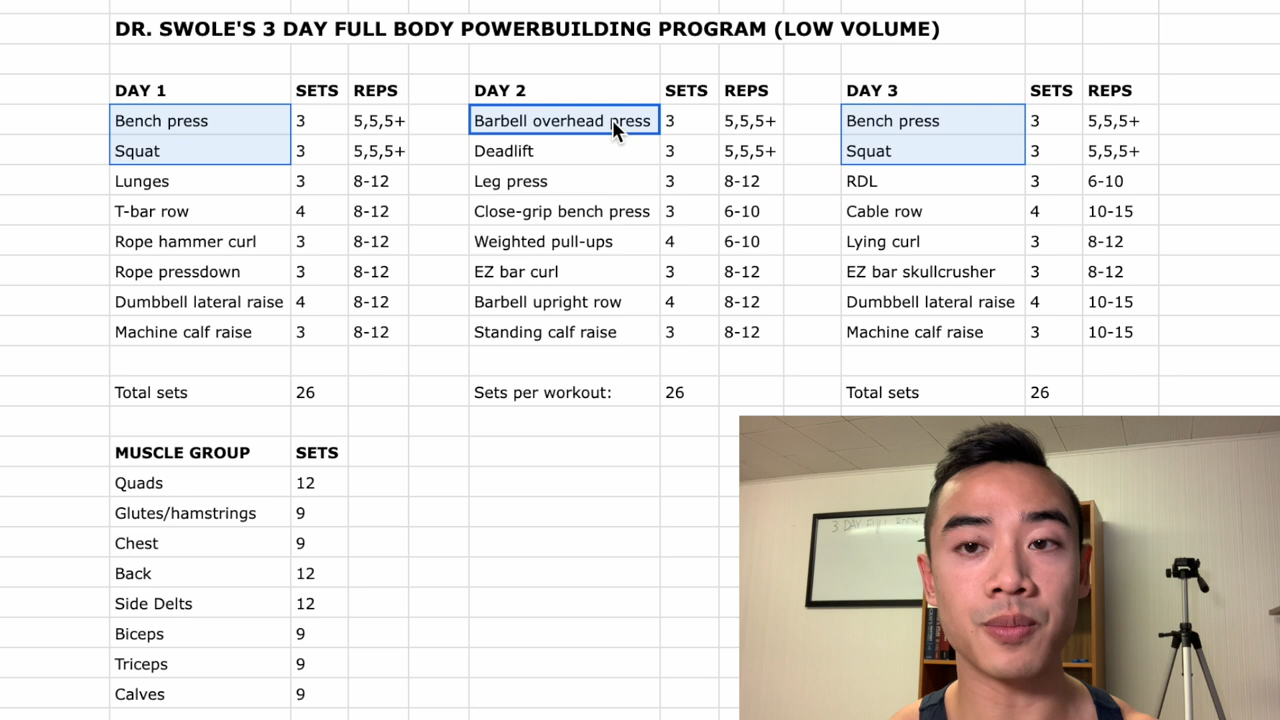 DR. SWOLE'S 3 DAY FULL BODY POWERBUILDING PROGRAM (LOW VOLUME)
DAY 1 SETS REPS DAY 2 SETS REPS DAY 3 SETS REPS
Bench press 3 5,5,5+ Barbell overhead press 3 5,5,5+ Bench press 3 5,5,5+
Squat 3 5,5,5+ Deadlift 3 5,5,5+ Squat 3 5,5,5+
Lunges 3 8-12 Leg press 3 8-12 RDL 3 6-10
T-bar row 4 8-12 Close-grip bench press 3 6-10 Cable row 4 10-15
Rope hammer curl 3 8-12 Weighted pull-ups 4 6-10 Lying curl 3 8-12
Rope pressdown 3 8-12 EZ bar curl 3 8-12 EZ bar skullcrusher 3 8-12
Dumbbell lateral raise 4 8-12 Barbell upright row 4 8-12 Dumbbell lateral raise 4 10-15
Machine calf raise 3 8-12 Standing calf raise 3 8-12 Machine calf raise 3 10-15
Total sets 26 Sets per workout: 26 Total sets 26
MUSCLE GROUP SETS
Quads 12
Glutes/hamstrings 9
Chest 9
Back 12
Side Delts 12
Biceps 9
Triceps 9
Calves 9
3 DAY FULL BODY